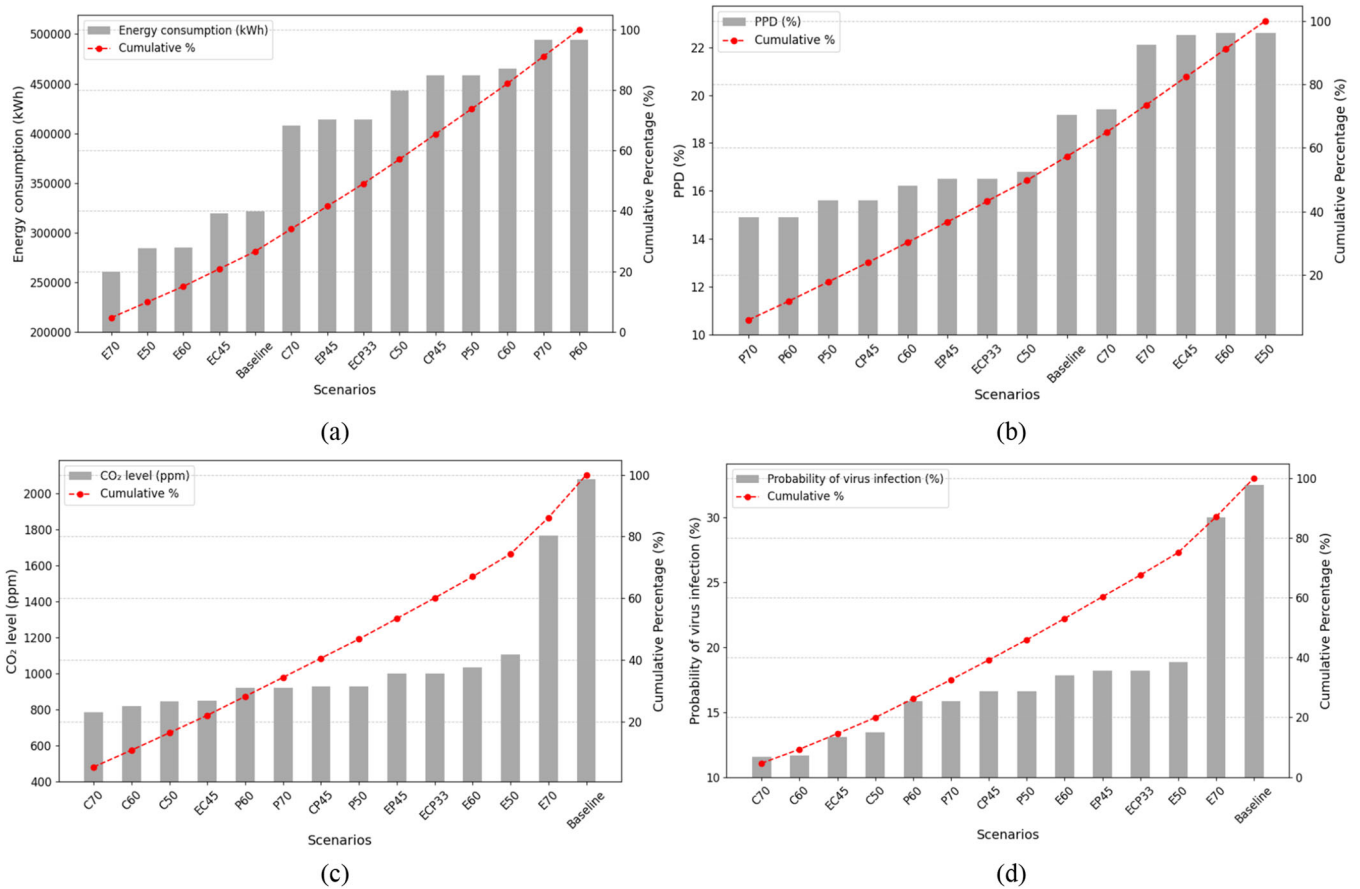 Energy consumption (kWh)
Cumulative %
500000
450000
400000
350000
300000
250000
200000
Energy consumption (kWh)
100
80
60
40
20
0
Cumulative Percentage (%)
E70 E50 E60 EC45 Baseline C70 EP45 ECP33 C50 CP45 P50 C60 P70 P60
Scenarios
(a)
PPD (%)
Cumulative %
22
20
18
16
14
12
10
PPD (%)
100
80
60
40
20
Cumulative Percentage (%)
P70 P60 P50 CP45 C60 EP45 ECP33 C50 Baseline C70 E70 EC45 E60 E50
Scenarios
(b)
CO₂ level (ppm)
Cumulative %
2000
1800
1600
1400
1200
1000
800
600
400
CO₂ level (ppm)
100
80
60
40
20
Cumulative Percentage (%)
C70 C60 C50 EC45 P60 P70 CP45 P50 EP45 ECP33 E60 E50 E70 Baseline
Scenarios
(c)
Probability of virus infection (%)
Cumulative %
30
25
20
15
10
Probability of virus infection (%)
100
80
60
40
20
0
Cumulative Percentage (%)
C70 C60 EC45 C50 P60 P70 CP45 P50 E60 EP45 ECP33 E50 E70 Baseline
Scenarios
(d)